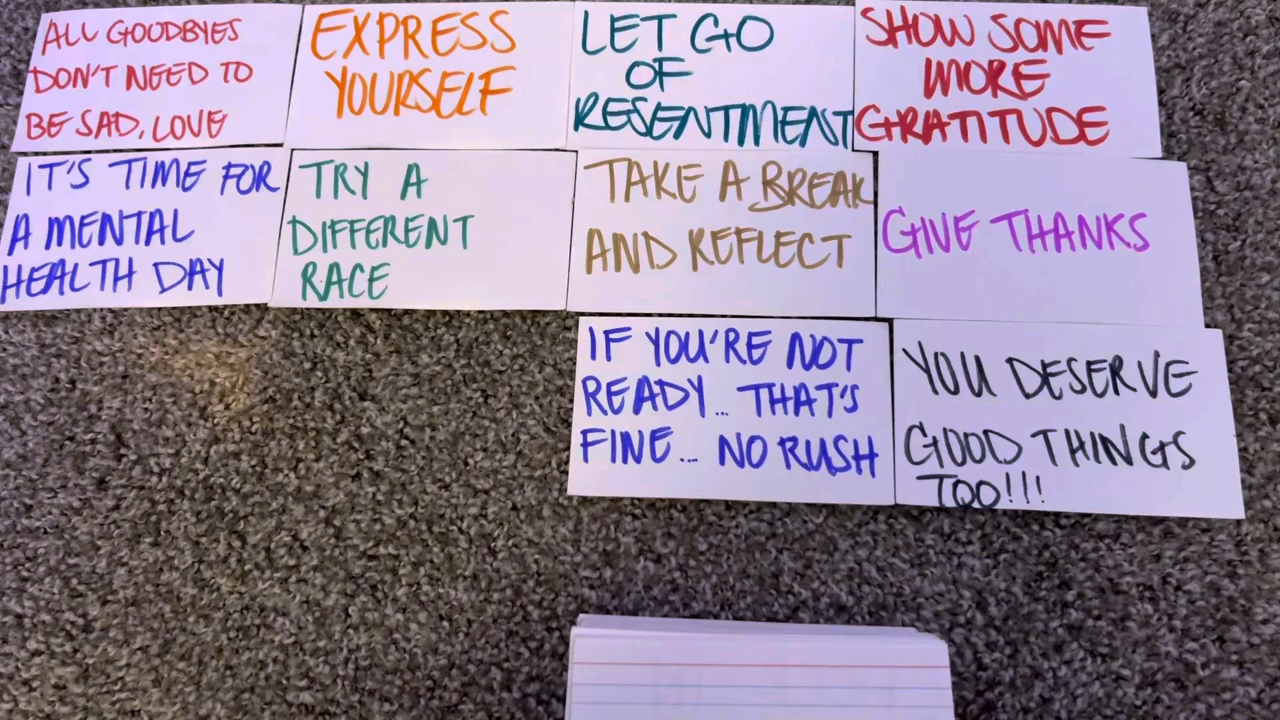 ALL GOODBYES
DON'T NEED TO
BE SAD, LOVE
EXPRESS
YOURSELF
LET GO
OF
RESENTMENT
SHOW SOME
MORE
GRATITUDE
IT'S TIME FOR
A MENTAL
HEALTH DAY
TRY A
DIFFERENT
RACE
TAKE A BREAK
AND REFLECT
GIVE THANKS
IF YOU'RE NOT
READY... THAT'S
FINE... NO RUSH
YOU DESERVE
GOOD THINGS
TOO!!!